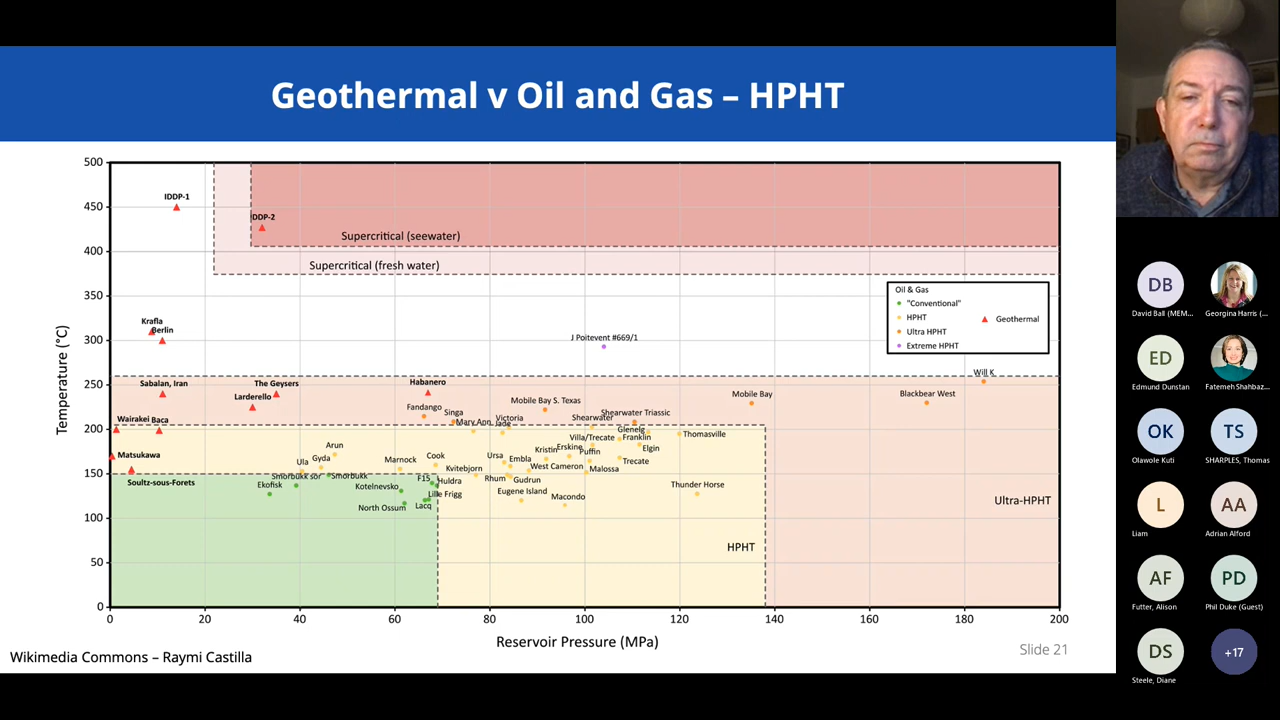 Geothermal v Oil and Gas – HPHT
500
450
400
350
300
250
200
150
100
50
0
Temperature (°C)
IDDP-1
IDDP-2
Supercritical (seewater)
Supercritical (fresh water)
Oil & Gas
"Conventional"
HPHT
Ultra HPHT
Extreme HPHT
Geothermal
Krafla
Berlin
J Poitevent #669/1
Will K
Sabalan, Iran
The Geysers
Habanero
Larderello
Mobile Bay
Blackbear West
Fandango
Singa
Mobile Bay S. Texas
Mary Ann
Victoria
Jade
Shearwater
Shearwater Triassic
Wairakei
Baca
Glenelg
Thomasville
Villa/Trecate
Franklin
Arun
Kristin
Erskine
Puffin
Elgin
Matsukawa
Ula
Gyda
Marnock
Cook
Ursa
Embla
Trecate
Soultz-sous-Forets
Smorbukk sor
Smorbukk
Kvitebjorn
West Cameron
Malossa
Ekofisk
Kotelnevsko
F15
Huldra
Rhum
Gudrun
Thunder Horse
North Ossum
Lille Frigg
Lacq
Eugene Island
Macondo
Ultra-HPHT
HPHT
0 20 40 60 80 100 120 140 160 180 200
Reservoir Pressure (MPa)
Wikimedia Commons – Raymi Castilla
Slide 21
DB
David Ball (MEM...
Georgina Harris (...
ED
Edmund Dunstan
Fatemeh Shahbaz...
OK
Olawole Kuti
TS
SHARPLES, Thomas
L
Liam
AA
Adrian Alford
AF
Futter, Alison
PD
Phil Duke (Guest)
DS
Steele, Diane
+17